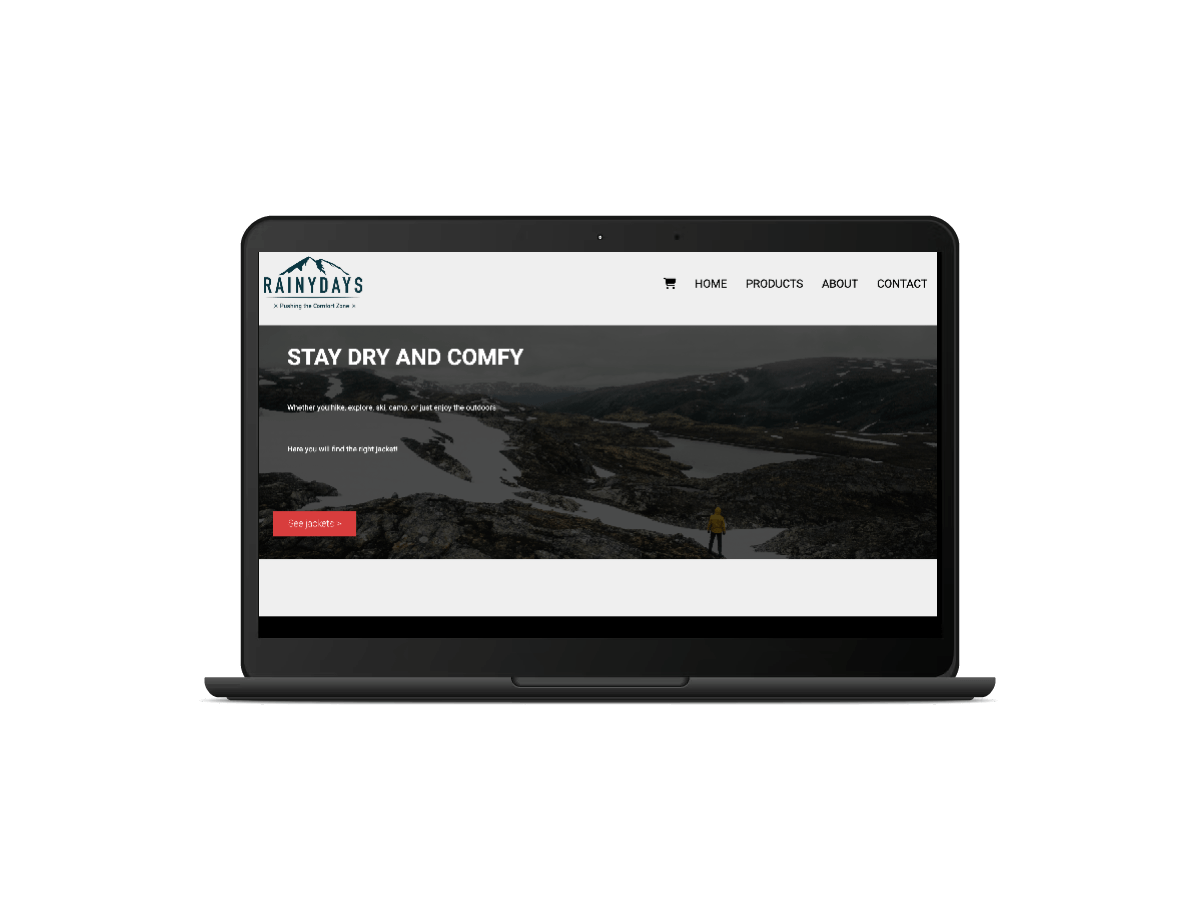 RAINYDAYS
× Pushing the Comfort Zone ×
HOME PRODUCTS ABOUT CONTACT
STAY DRY AND COMFY
Whether you hike, explore, ski, camp, or just enjoy the outdoors
Here you will find the right jacket!
See jackets >